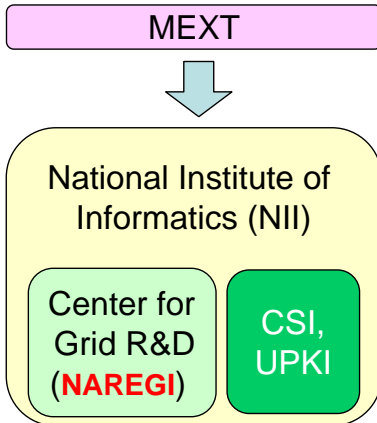 MEXT
National Institute of
Informatics (NII)
Center for
Grid R&D
(NAREGI)
CSI,
UPKI